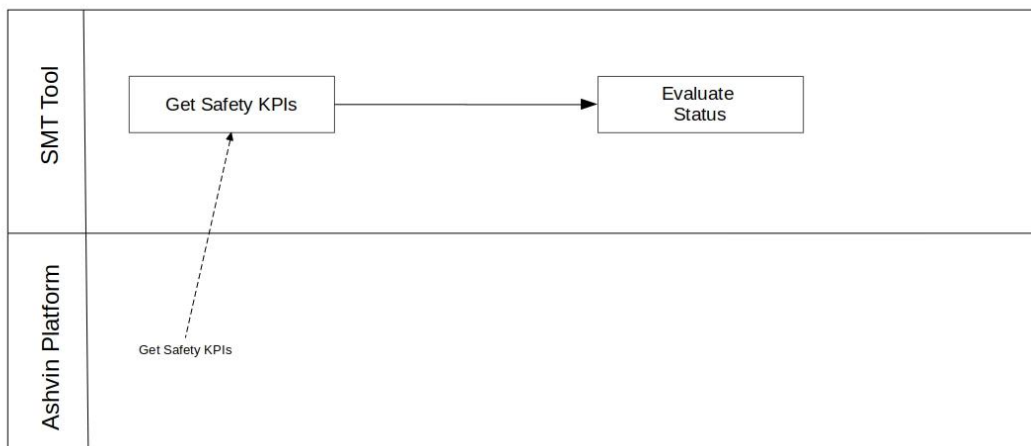 SMT Tool
Get Safety KPIs
Evaluate
Status
Ashvin Platform
Get Safety KPIs